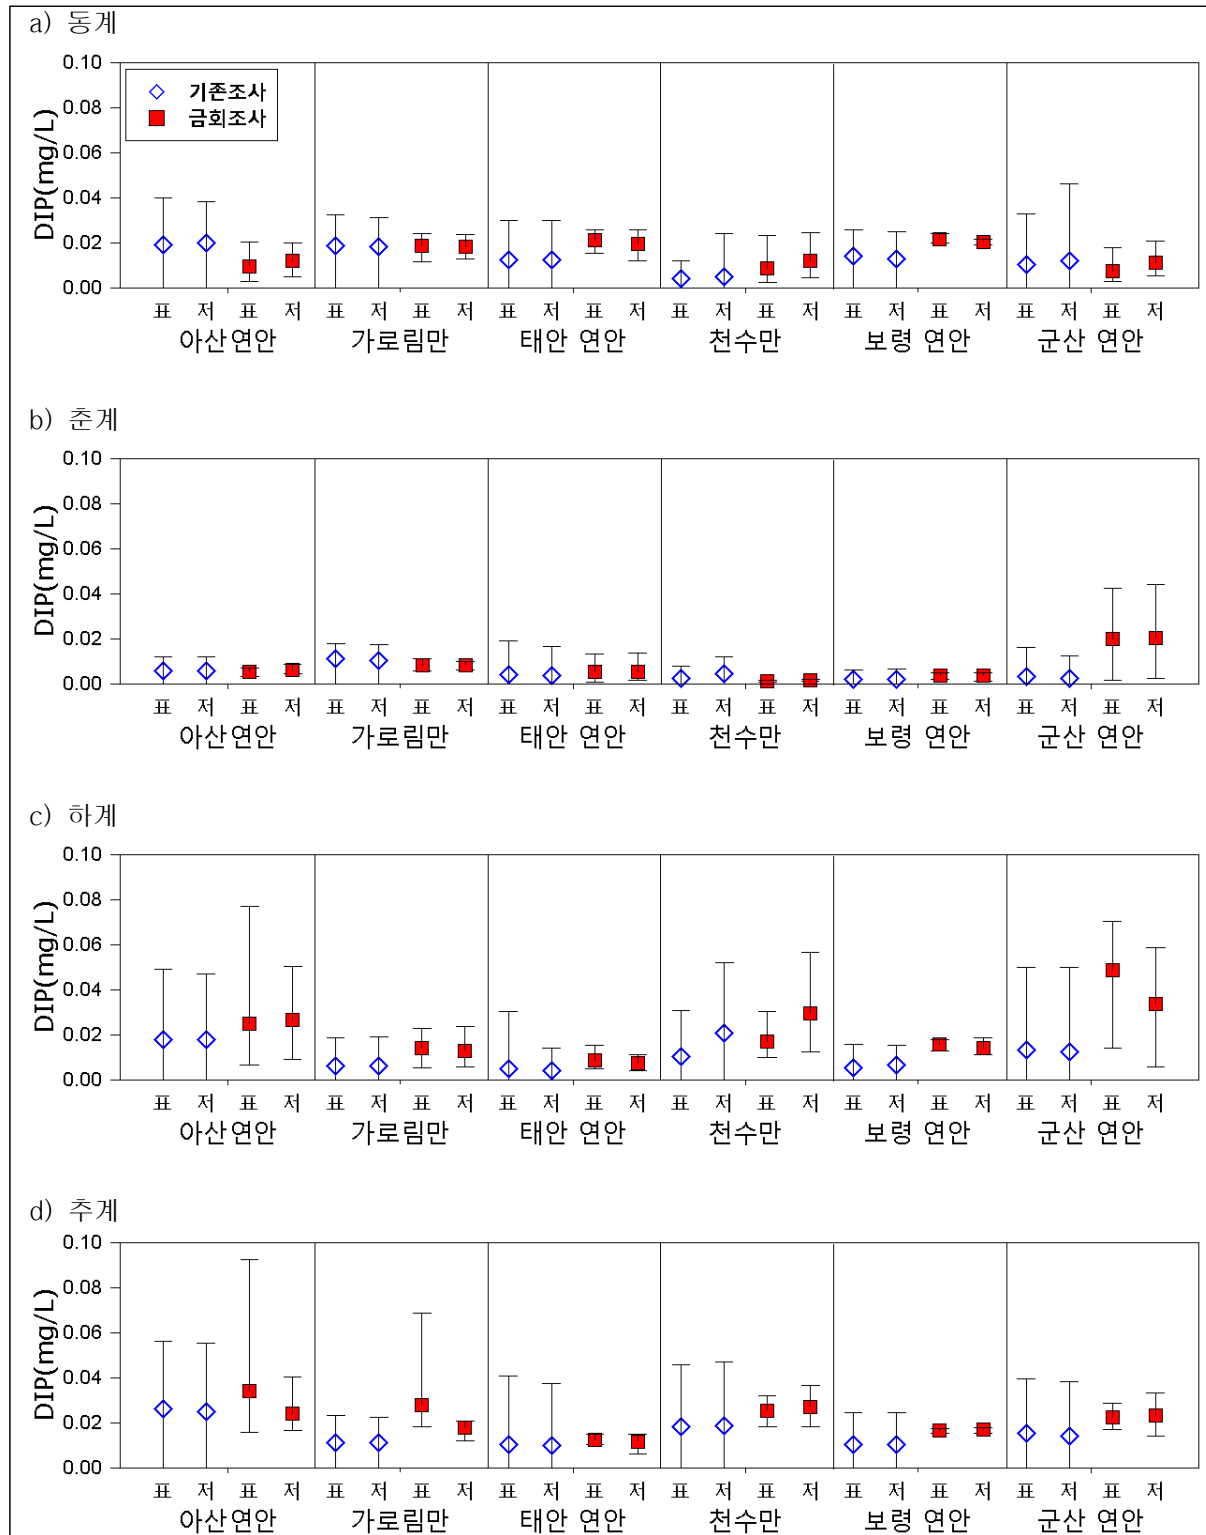 a) 동계
0.10
기존조사
금회조사
0.08
0.06
0.04
0.02
0.00
DIP(mg/L)
표 저 표 저 표 저 표 저 표 저 표 저 표 저 표 저 표 저 표 저 표 저 표 저
아산연안 가로림만 태안 연안 천수만 보령 연안 군산 연안
b) 춘계
0.10
0.08
0.06
0.04
0.02
0.00
DIP(mg/L)
표 저 표 저 표 저 표 저 표 저 표 저 표 저 표 저 표 저 표 저 표 저 표 저
아산연안 가로림만 태안 연안 천수만 보령 연안 군산 연안
c) 하계
0.10
0.08
0.06
0.04
0.02
0.00
DIP(mg/L)
표 저 표 저 표 저 표 저 표 저 표 저 표 저 표 저 표 저 표 저 표 저 표 저
아산연안 가로림만 태안 연안 천수만 보령 연안 군산 연안
d) 추계
0.10
0.08
0.06
0.04
0.02
0.00
DIP(mg/L)
표 저 표 저 표 저 표 저 표 저 표 저 표 저 표 저 표 저 표 저 표 저 표 저
아산연안 가로림만 태안 연안 천수만 보령 연안 군산 연안